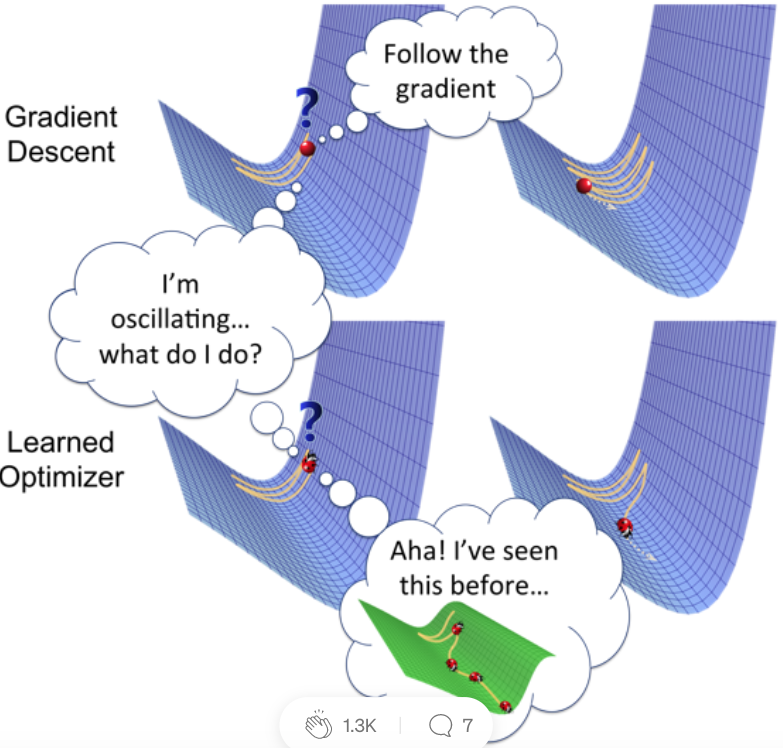 Follow the
gradient
Gradient
Descent
?
I'm
oscillating...
what do I do?
Learned
Optimizer
?
Aha! I've seen
this before...
1.3K
7